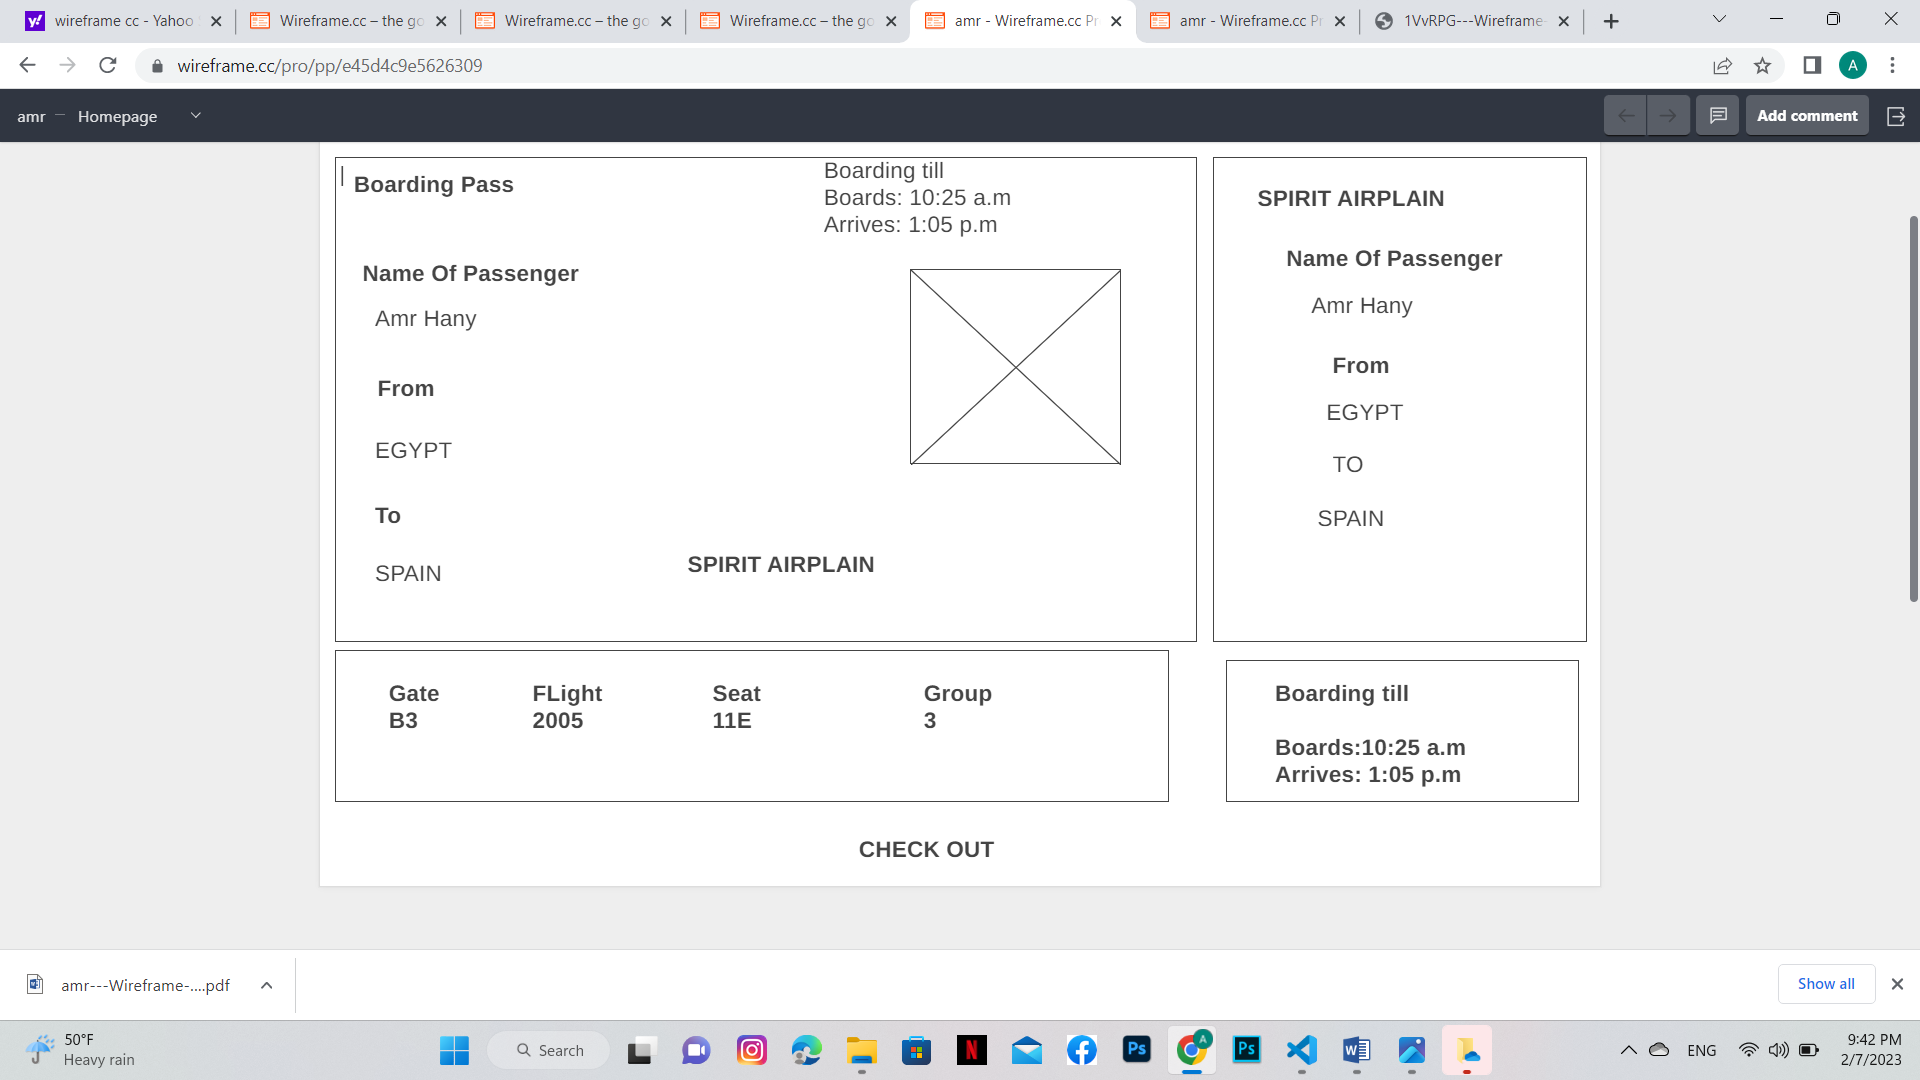 wireframe cc - Yahoo
Wireframe.cc – the go
Wireframe.cc – the go
Wireframe.cc – the go
amr - Wireframe.cc Pr
amr - Wireframe.cc Pr
1VvRPG---Wireframe-
wireframe.cc/pro/pp/e45d4c9e5626309
A
amr – Homepage
Add comment
Boarding Pass
Boarding till
Boards: 10:25 a.m
Arrives: 1:05 p.m
Name Of Passenger
Amr Hany
From
EGYPT
To
SPAIN
SPIRIT AIRPLAIN
SPIRIT AIRPLAIN
Name Of Passenger
Amr Hany
From
EGYPT
TO
SPAIN
Gate
B3
FLight
2005
Seat
11E
Group
3
Boarding till
Boards:10:25 a.m
Arrives: 1:05 p.m
CHECK OUT
amr---Wireframe-....pdf
Show all
50°F
Heavy rain
Search
ENG
9:42 PM
2/7/2023